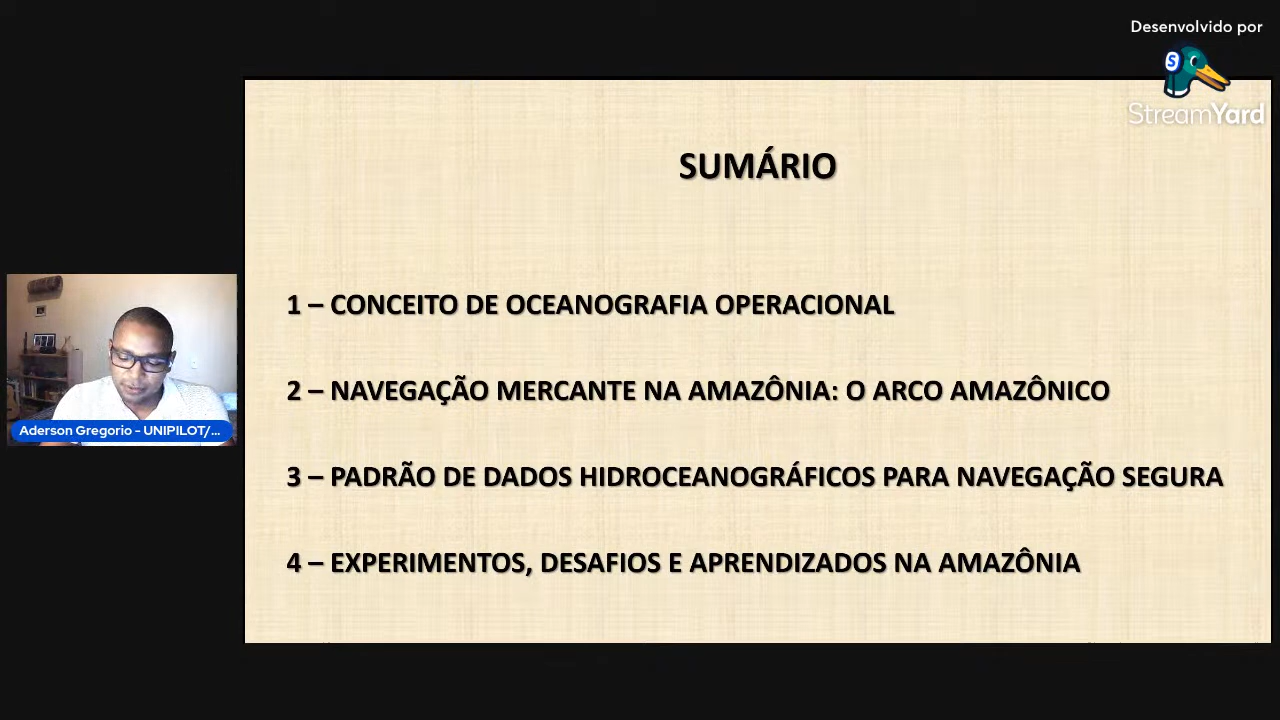 Desenvolvido por
StreamYard
SUMÁRIO
1 – CONCEITO DE OCEANOGRAFIA OPERACIONAL
2 – NAVEGAÇÃO MERCANTE NA AMAZÔNIA: O ARCO AMAZÔNICO
3 – PADRÃO DE DADOS HIDROCEANOGRÁFICOS PARA NAVEGAÇÃO SEGURA
4 – EXPERIMENTOS, DESAFIOS E APRENDIZADOS NA AMAZÔNIA
Aderson Gregorio - UNIPILOT/...